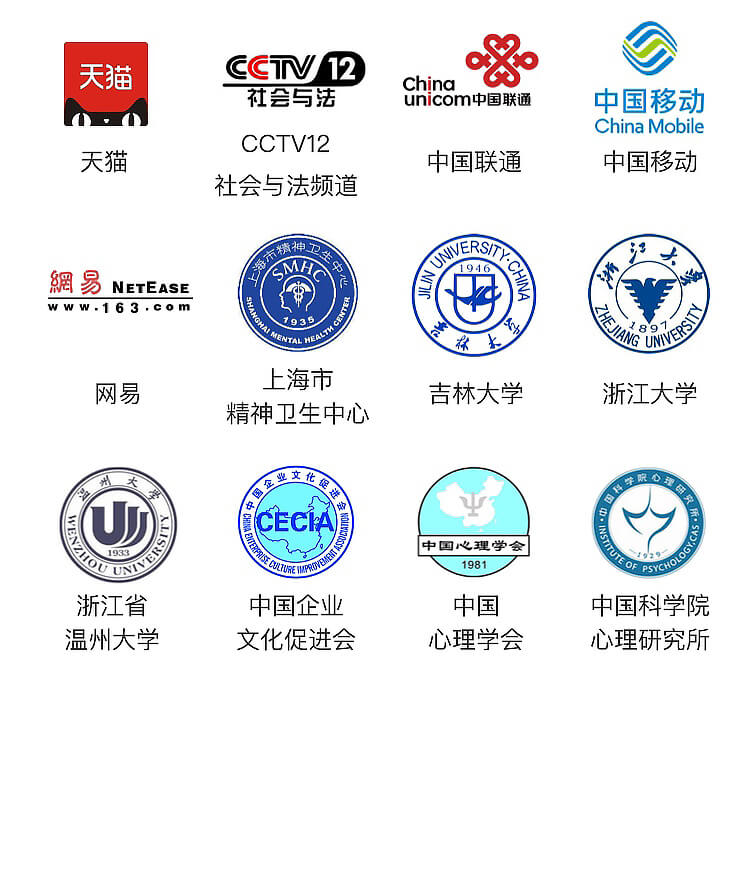 天猫
CCTV 12
社会与法
China
unicom中国联通
中国移动
China Mobile
天猫
CCTV12
社会与法频道
中国联通
中国移动
網易 NETEASE
www.163.com
上海市精神卫生中心
SMHC
1935
SHANGHAI MENTAL HEALTH CENTER
JILIN UNIVERSITY·CHINA
1946
吉林大学
浙江大学
1897
ZHEJIANG UNIVERSITY
网易
上海市
精神卫生中心
吉林大学
浙江大学
温州大学
1933
WENZHOU UNIVERSITY
中国企业文化促进会
CECIA
CHINA ENTERPRISE CULTURE IMPROVEMENT ASSOCIATION
中国心理学会
1981
中国科学院心理研究所
1929
INSTITUTE OF PSYCHOLOGY,CAS
浙江省
温州大学
中国企业
文化促进会
中国
心理学会
中国科学院
心理研究所